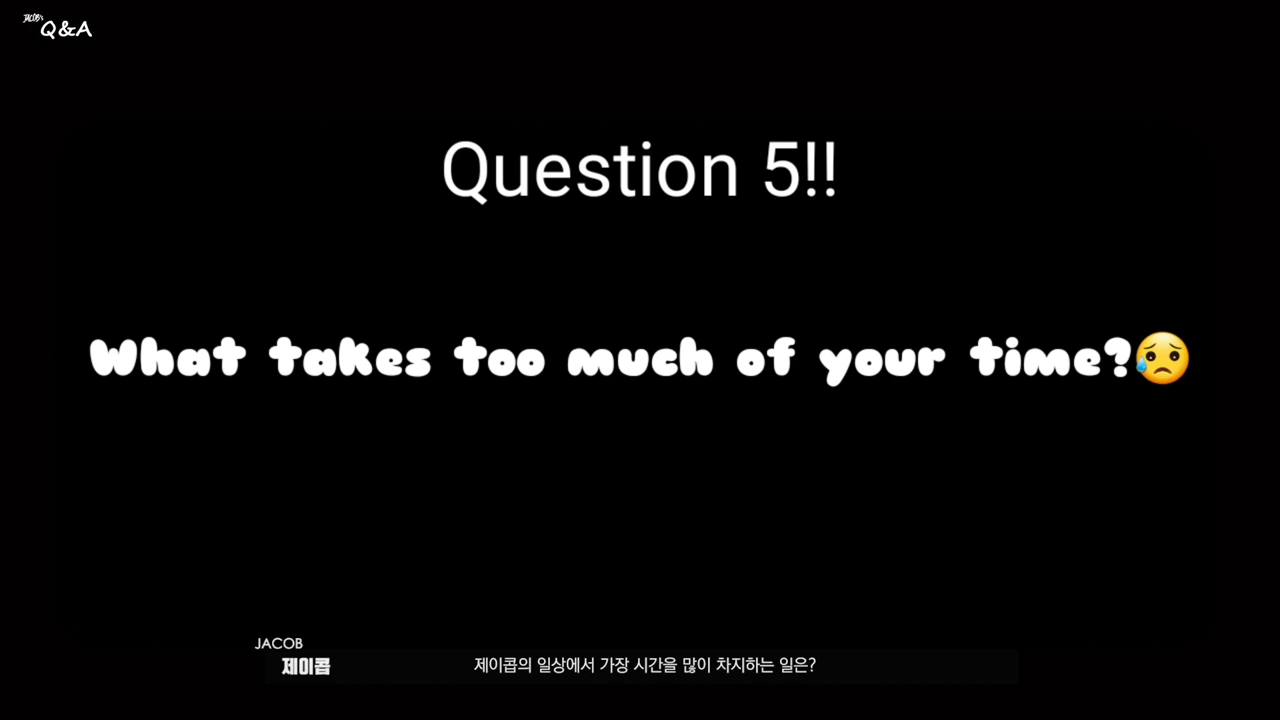 JACOB's
Q&A
Question 5!!
What takes too much of your time?😥
JACOB
제이콥
제이콥의 일상에서 가장 시간을 많이 차지하는 일은?